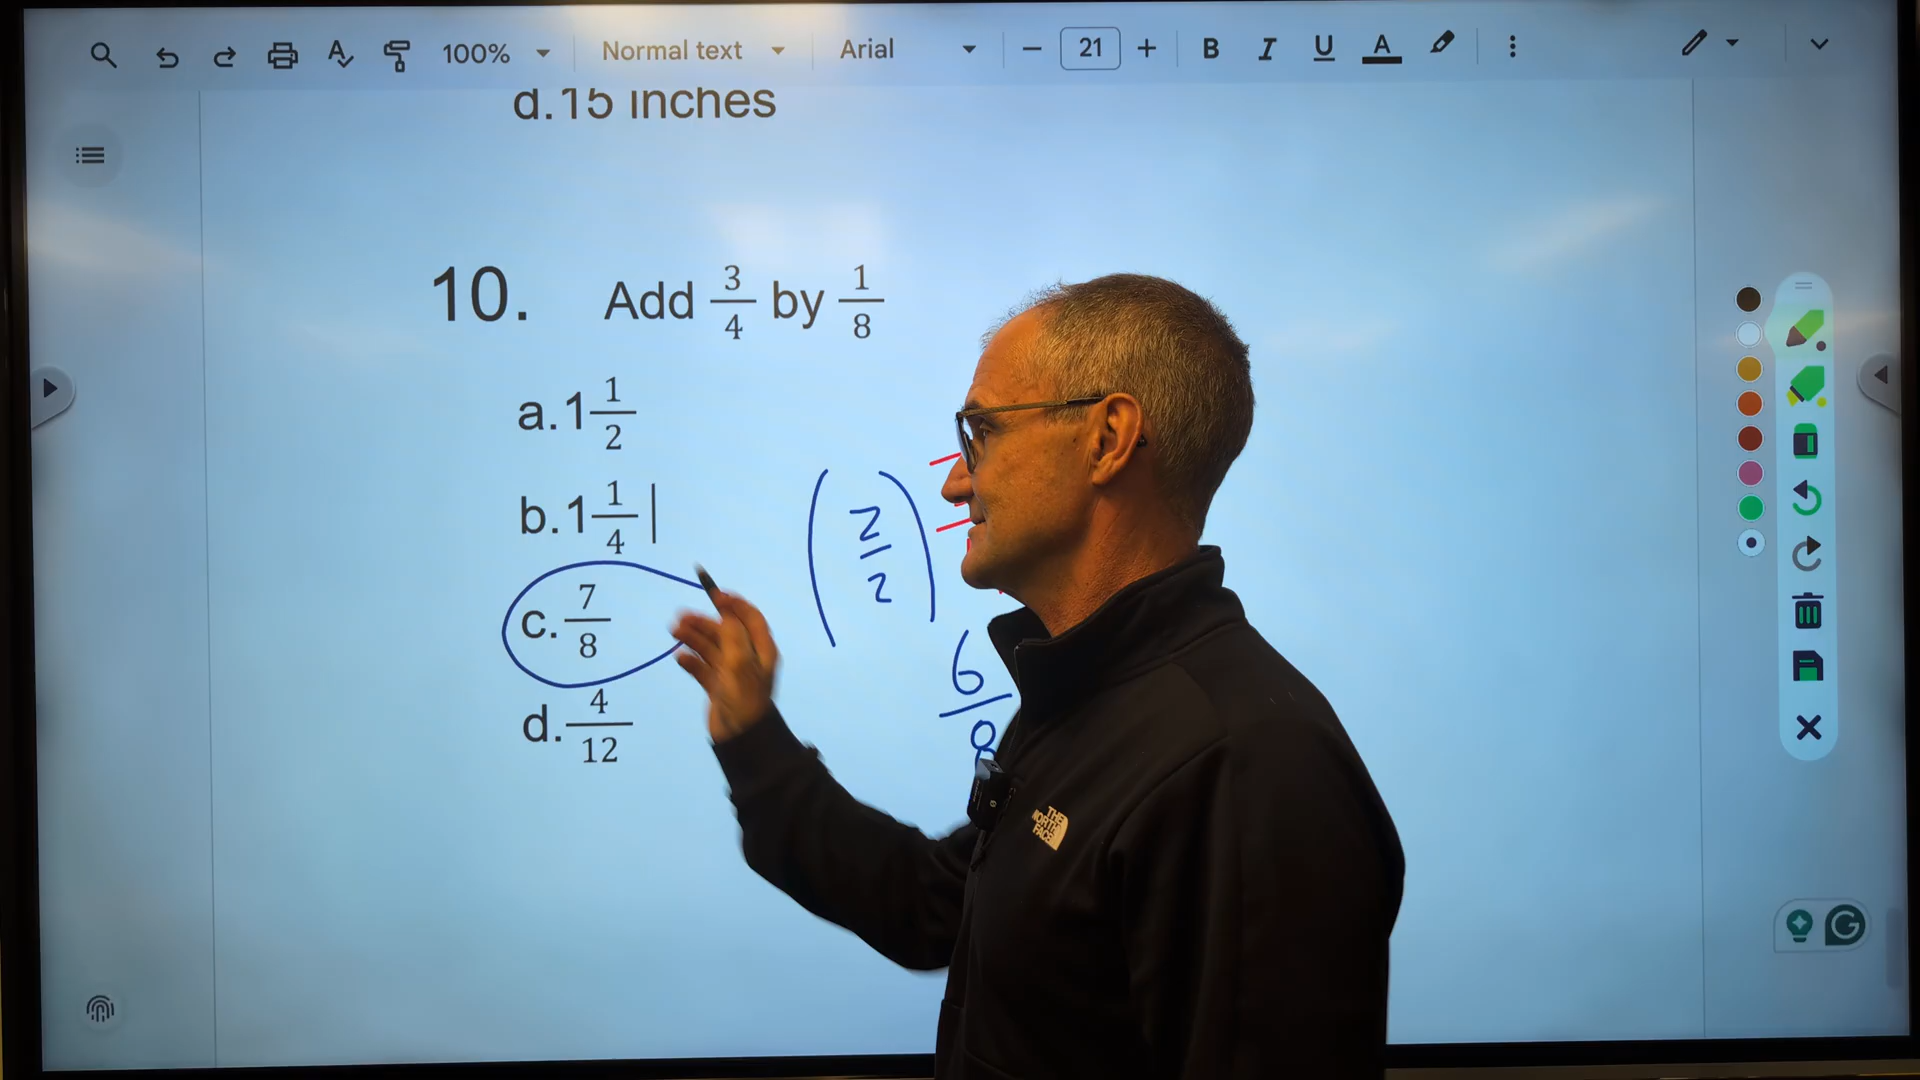 100% Normal text Arial − 21 + B I U A
d. 15 inches
10. Add 3/4 by 1/8
a. 1 1/2
b. 1 1/4
c. 7/8
d. 4/12
(2/2)
6/8
THE NORTH FACE